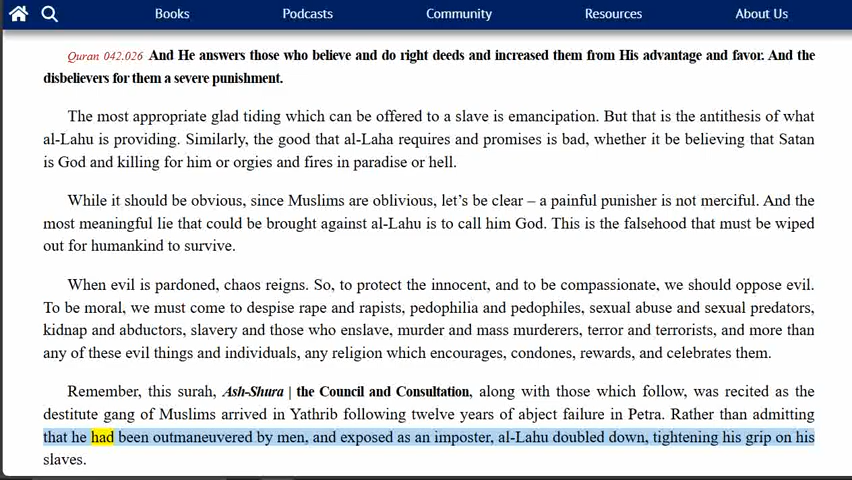 Books Podcasts Community Resources About Us
Quran 042.026 And He answers those who believe and do right deeds and increased them from His advantage and favor. And the
disbelievers for them a severe punishment.
The most appropriate glad tiding which can be offered to a slave is emancipation. But that is the antithesis of what
al-Lahu is providing. Similarly, the good that al-Laha requires and promises is bad, whether it be believing that Satan
is God and killing for him or orgies and fires in paradise or hell.
While it should be obvious, since Muslims are oblivious, let’s be clear – a painful punisher is not merciful. And the
most meaningful lie that could be brought against al-Lahu is to call him God. This is the falsehood that must be wiped
out for humankind to survive.
When evil is pardoned, chaos reigns. So, to protect the innocent, and to be compassionate, we should oppose evil.
To be moral, we must come to despise rape and rapists, pedophilia and pedophiles, sexual abuse and sexual predators,
kidnap and abductors, slavery and those who enslave, murder and mass murderers, terror and terrorists, and more than
any of these evil things and individuals, any religion which encourages, condones, rewards, and celebrates them.
Remember, this surah, Ash-Shura | the Council and Consultation, along with those which follow, was recited as the
destitute gang of Muslims arrived in Yathrib following twelve years of abject failure in Petra. Rather than admitting
that he had been outmaneuvered by men, and exposed as an imposter, al-Lahu doubled down, tightening his grip on his
slaves.